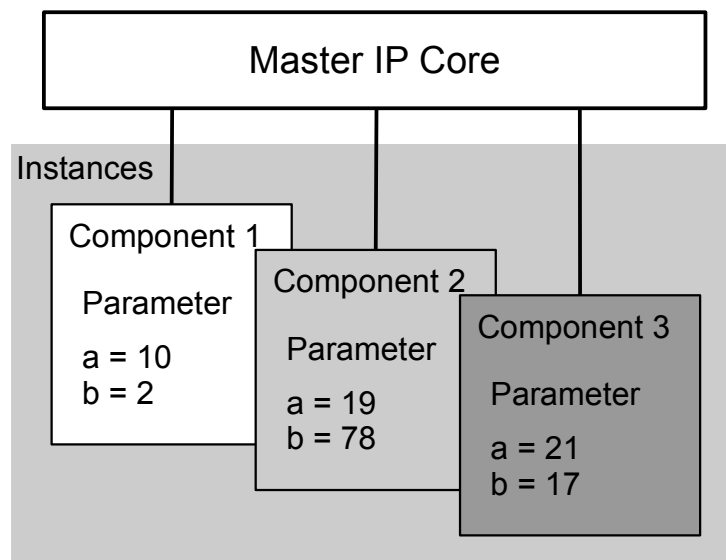 Master IP Core
Instances
Component 1
Parameter
a = 10
b = 2
Component 2
Parameter
a = 19
b = 78
Component 3
Parameter
a = 21
b = 17